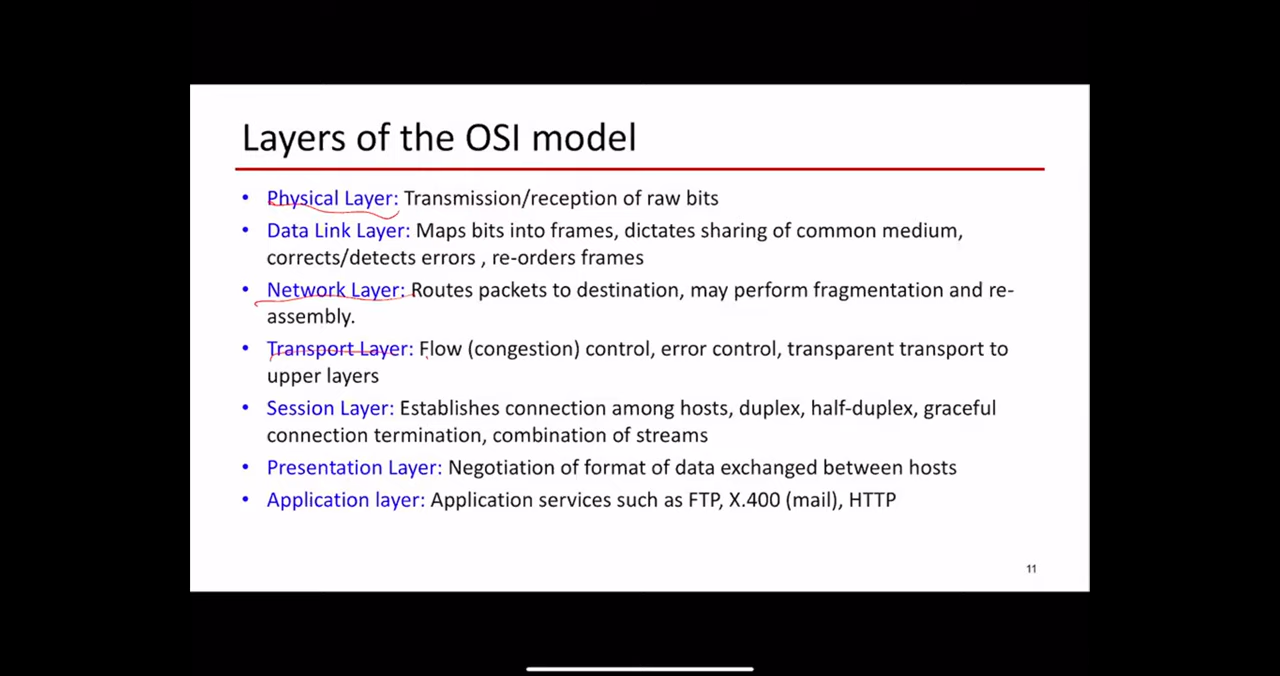 Layers of the OSI model
• Physical Layer: Transmission/reception of raw bits
• Data Link Layer: Maps bits into frames, dictates sharing of common medium,
corrects/detects errors , re-orders frames
• Network Layer: Routes packets to destination, may perform fragmentation and re-
assembly.
• Transport Layer: Flow (congestion) control, error control, transparent transport to
upper layers
• Session Layer: Establishes connection among hosts, duplex, half-duplex, graceful
connection termination, combination of streams
• Presentation Layer: Negotiation of format of data exchanged between hosts
• Application layer: Application services such as FTP, X.400 (mail), HTTP
11